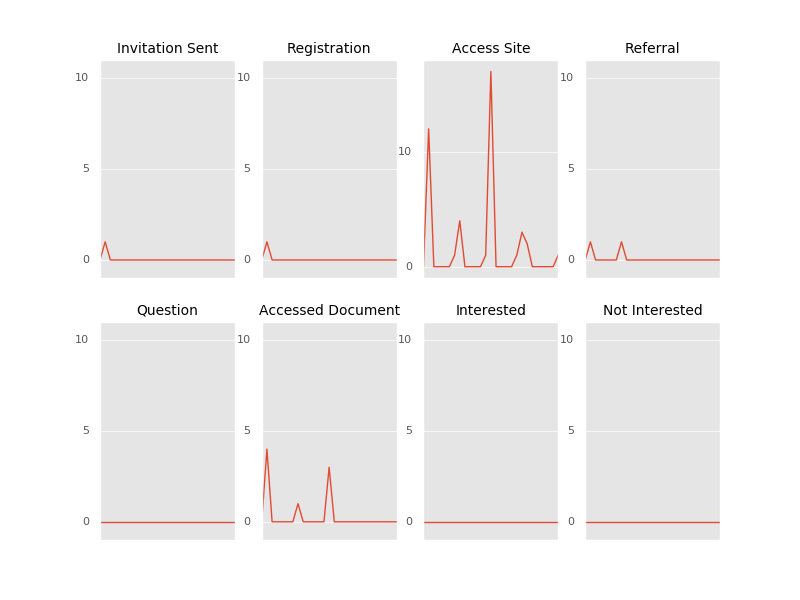 Invitation Sent Registration Access Site Referral
10 10 10
10
5 5 5
0 0 0 0
Question Accessed Document Interested Not Interested
10 10 10 10
5 5 5 5
0 0 0 0